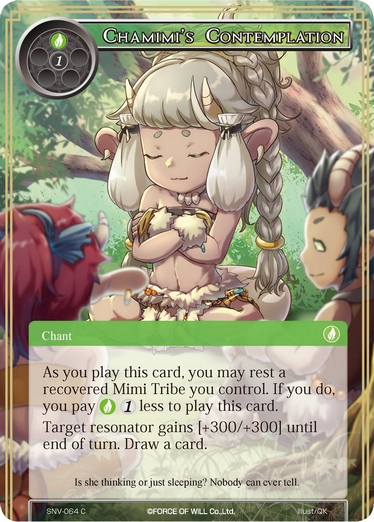 Chamimi's Contemplation
1
Chant
As you play this card, you may rest a
recovered Mimi Tribe you control. If you do,
you pay 1 less to play this card.
Target resonator gains [+300/+300] until
end of turn. Draw a card.
Is she thinking or just sleeping? Nobody can ever tell.
SNV-064 C ©FORCE OF WILL Co.,Ltd. Illust/QK